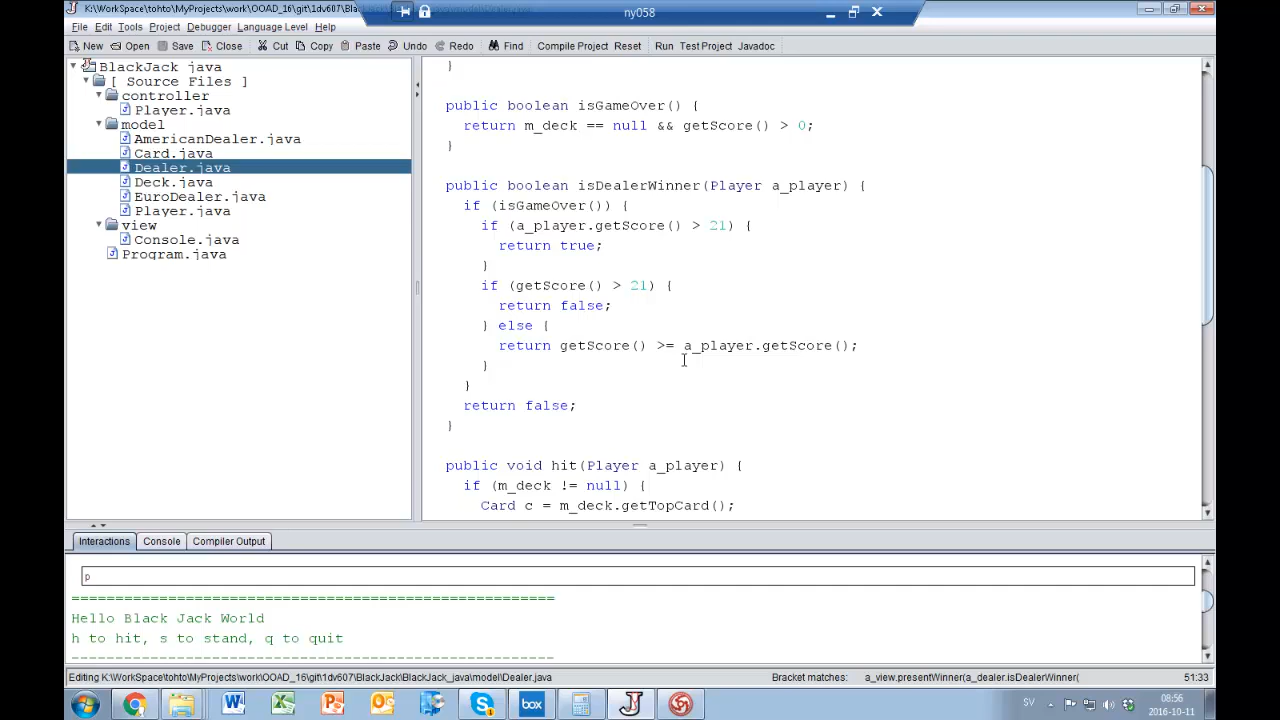 K:\WorkSpace\tohto\MyProjects\work\OOAD_16\git\1dv607\Black
ny058
File Edit Tools Project Debugger Language Level Help
New Open Save Close Cut Copy Paste Undo Redo Find Compile Project Reset Run Test Project Javadoc
BlackJack java
[ Source Files ]
controller
Player.java
model
AmericanDealer.java
Card.java
Dealer.java
Deck.java
EuroDealer.java
Player.java
view
Console.java
Program.java
}
public boolean isGameOver() {
return m_deck == null && getScore() > 0;
}
public boolean isDealerWinner(Player a_player) {
if (isGameOver()) {
if (a_player.getScore() > 21) {
return true;
}
if (getScore() > 21) {
return false;
} else {
return getScore() >= a_player.getScore();
}
}
return false;
}
public void hit(Player a_player) {
if (m_deck != null) {
Card c = m_deck.getTopCard();
Interactions Console Compiler Output
p
======================================================
Hello Black Jack World
h to hit, s to stand, q to quit
------------------------------------------------------
Editing K:\WorkSpace\tohto\MyProjects\work\OOAD_16\git\1dv607\BlackJack\BlackJack_java\model\Dealer.java
Bracket matches: a_view.presentWinner(a_dealer.isDealerWinner(
51:33
box
SV
08:56
2016-10-11